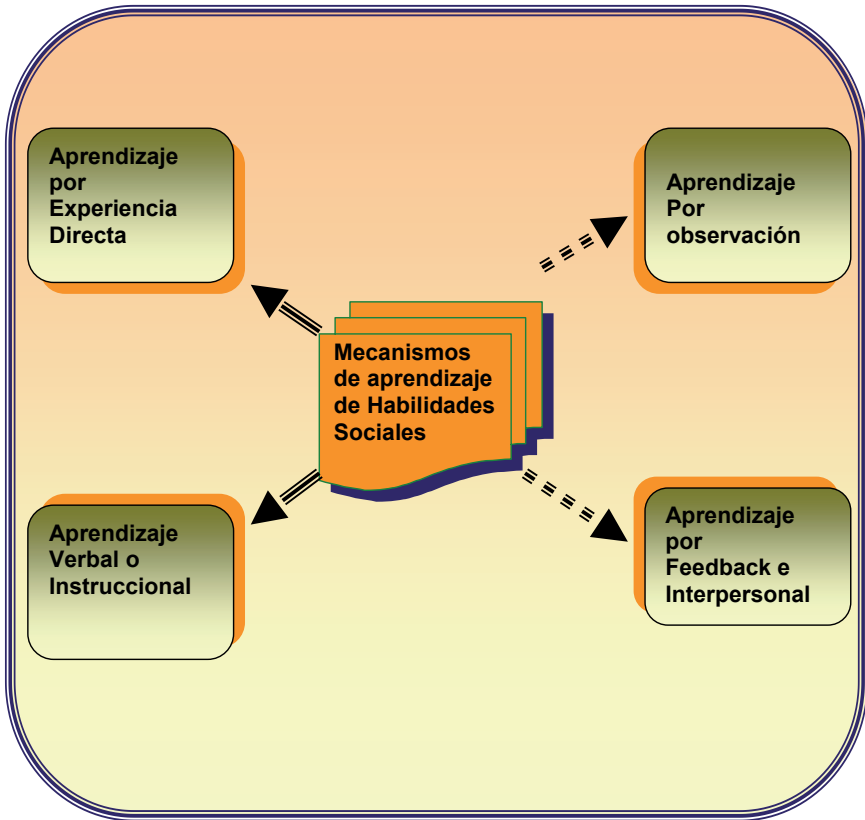 Aprendizaje
por
Experiencia
Directa
Aprendizaje
Por
observación
Mecanismos
de aprendizaje
de Habilidades
Sociales
Aprendizaje
Verbal o
Instruccional
Aprendizaje
por
Feedback e
Interpersonal